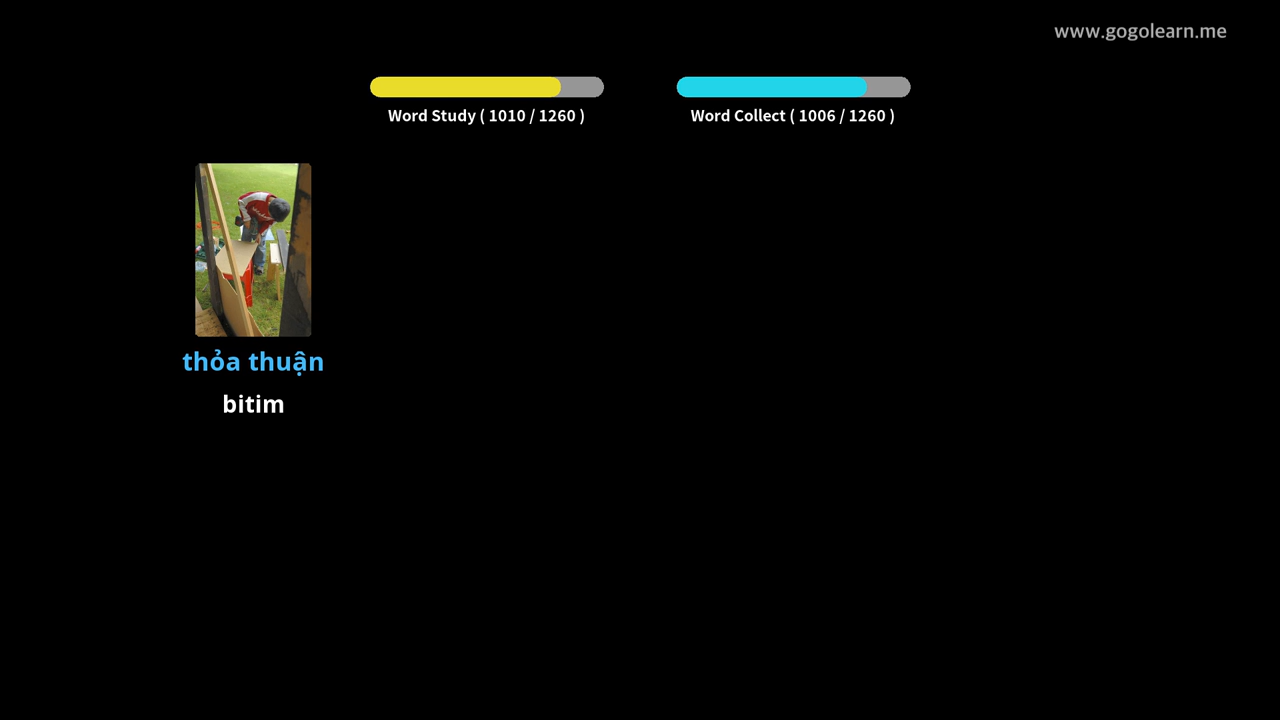 www.gogolearn.me
Word Study ( 1010 / 1260 )
Word Collect ( 1006 / 1260 )
thỏa thuận
bitim